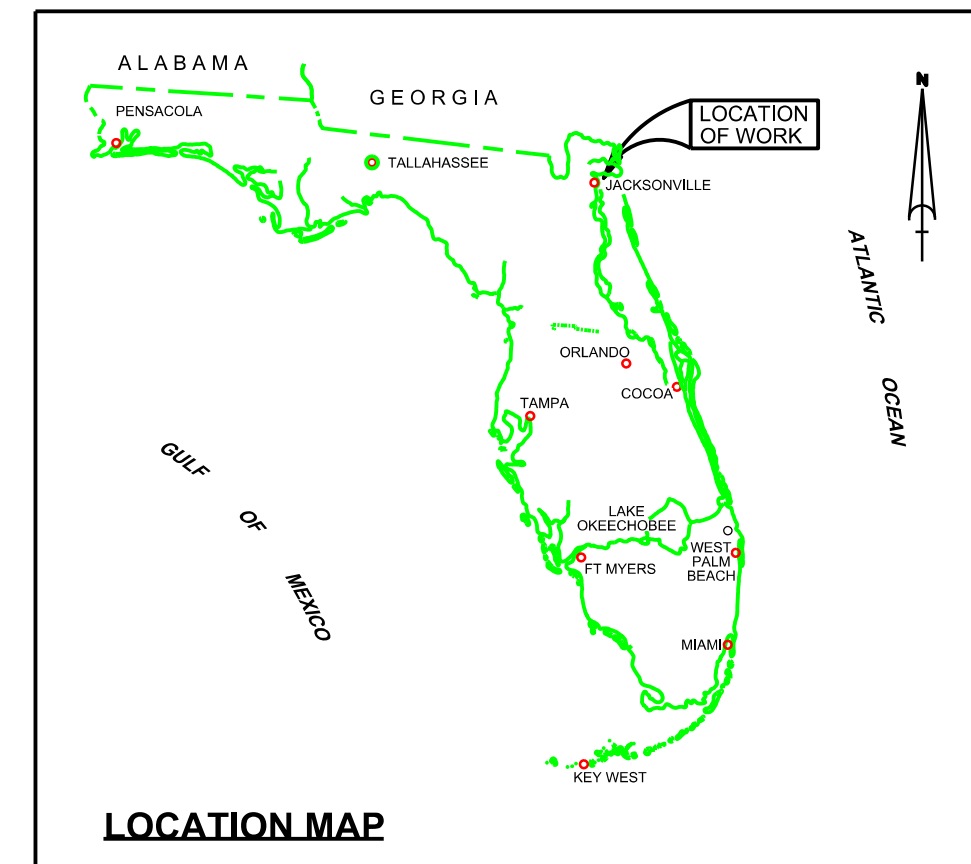 ALABAMA
GEORGIA
N
PENSACOLA
LOCATION
OF WORK
TALLAHASSEE
JACKSONVILLE
ATLANTIC
OCEAN
ORLANDO
COCOA
TAMPA
GULF
OF
MEXICO
LAKE
OKEECHOBEE
WEST
PALM
BEACH
FT MYERS
MIAMI
KEY WEST
LOCATION MAP